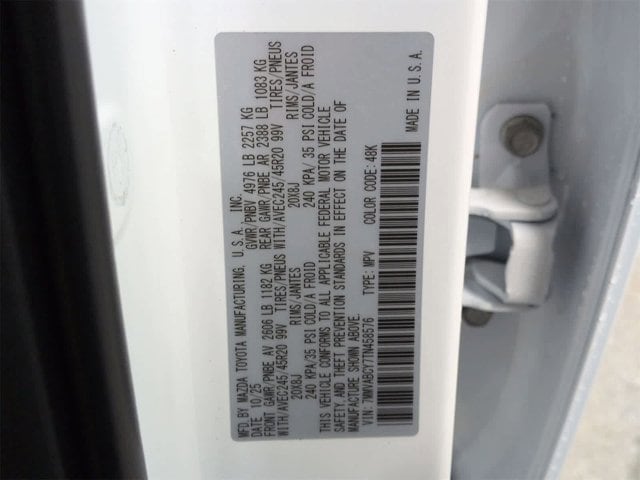 MFD BY MAZDA TOYOTA MANUFACTURING, U.S.A., INC.
DATE 10/25 GVWR/PNBV 4976 LB 2257 KG
FRONT GAWR/PNBE AV 2606 LB 1182 KG REAR GAWR/PNBE AR 2388 LB 1083 KG
WITH/AVEC245/45R20 99V TIRES/PNEUS WITH/AVEC245/45R20 99V TIRES/PNEUS
20X8J RIMS/JANTES 20X8J RIMS/JANTES
240 KPA/35 PSI COLD/A FROID 240 KPA/ 35 PSI COLD/A FROID
THIS VEHICLE CONFORMS TO ALL APPLICABLE FEDERAL MOTOR VEHICLE
SAFETY AND THEFT PREVENTION STANDARDS IN EFFECT ON THE DATE OF
MANUFACTURE SHOWN ABOVE.
VIN: 7MMVABCY7TN458576 TYPE: MPV COLOR CODE: 48K
MADE IN U.S.A.